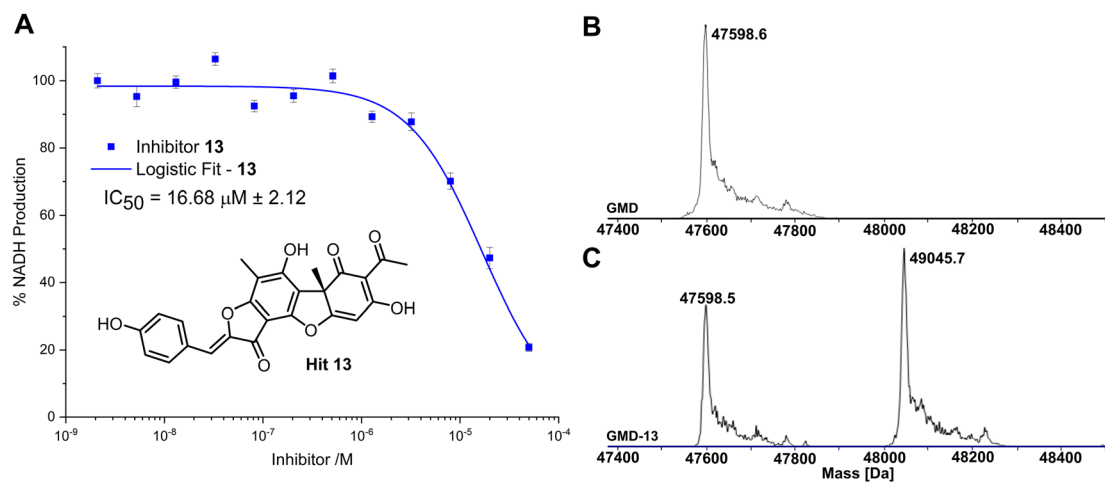 A
% NADH Production
100
80
60
40
20
0
Inhibitor 13
Logistic Fit - 13
IC50 = 16.68 μM ± 2.12
OH
O
O
O
OH
O
O
HO
Hit 13
10-9
10-8
10-7
10-6
10-5
10-4
Inhibitor /M
B
47598.6
GMD
47400
47600
47800
48000
48200
48400
C
47598.5
49045.7
GMD-13
47400
47600
47800
48000
48200
48400
Mass [Da]